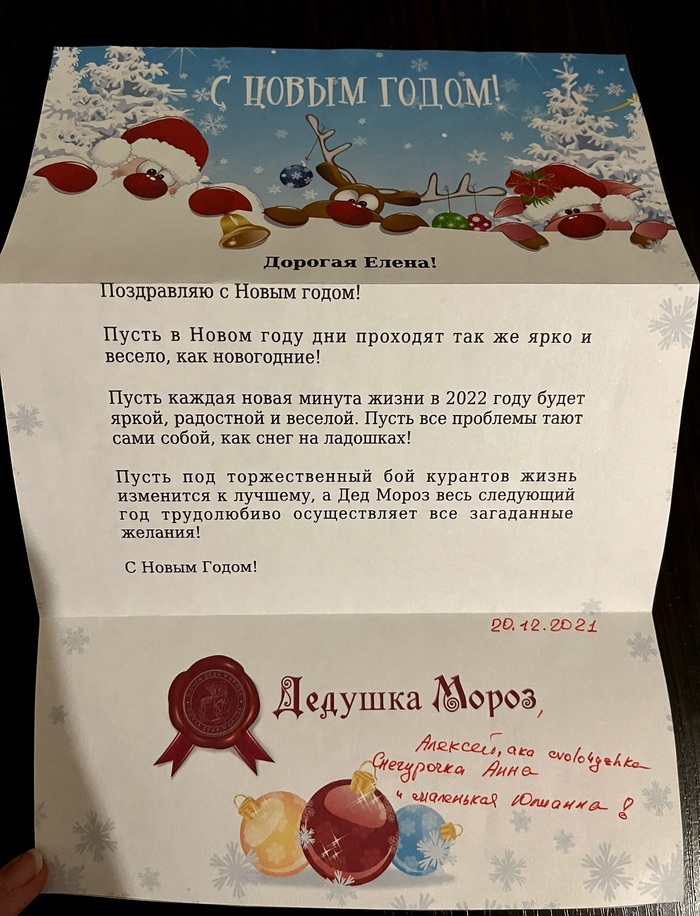 С НОВЫМ ГОДОМ!
Дорогая Елена!
Поздравляю с Новым годом!
Пусть в Новом году дни проходят так же ярко и
весело, как новогодние!
Пусть каждая новая минута жизни в 2022 году будет
яркой, радостной и веселой. Пусть все проблемы тают
сами собой, как снег на ладошках!
Пусть под торжественный бой курантов жизнь
изменится к лучшему, а Дед Мороз весь следующий
год трудолюбиво осуществляет все загаданные
желания!
С Новым Годом!
20.12.2021
Дедушка Мороз,
Алексей, aka
Снегурочка Анна
и маленькая Юлианна!